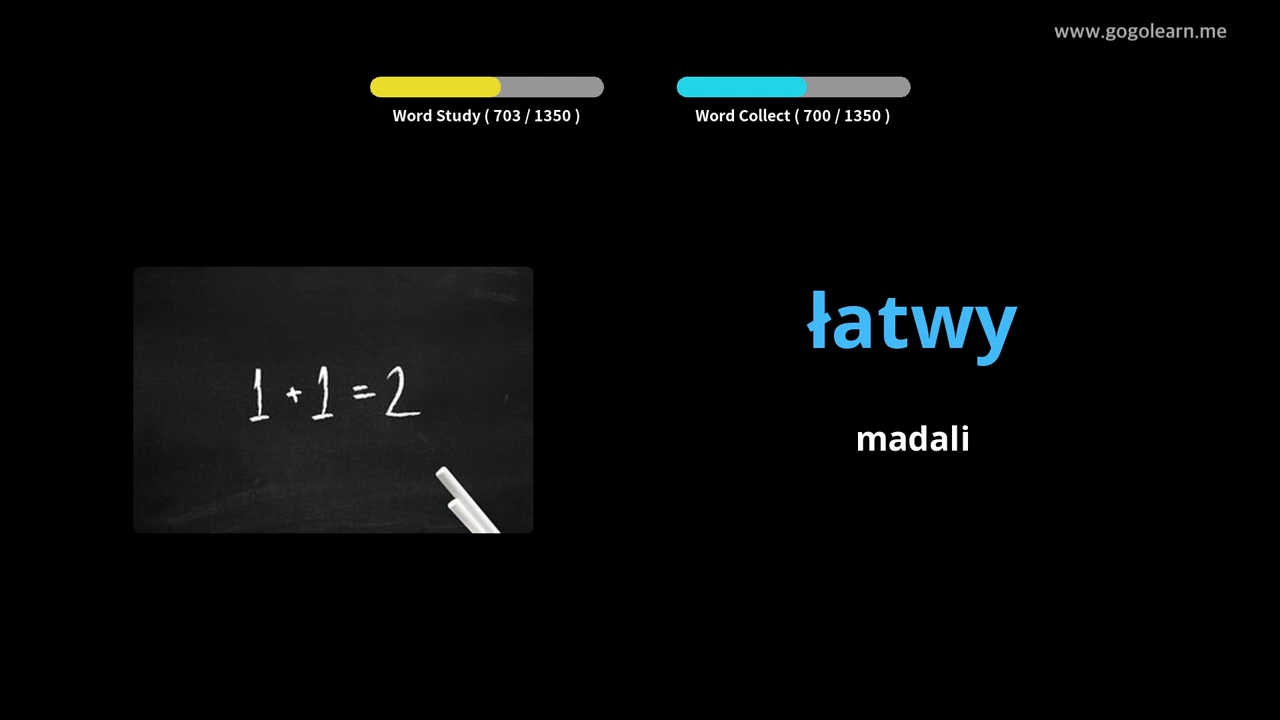 www.gogolearn.me
Word Study ( 703 / 1350 )
Word Collect ( 700 / 1350 )
1 + 1 = 2
łatwy
madali